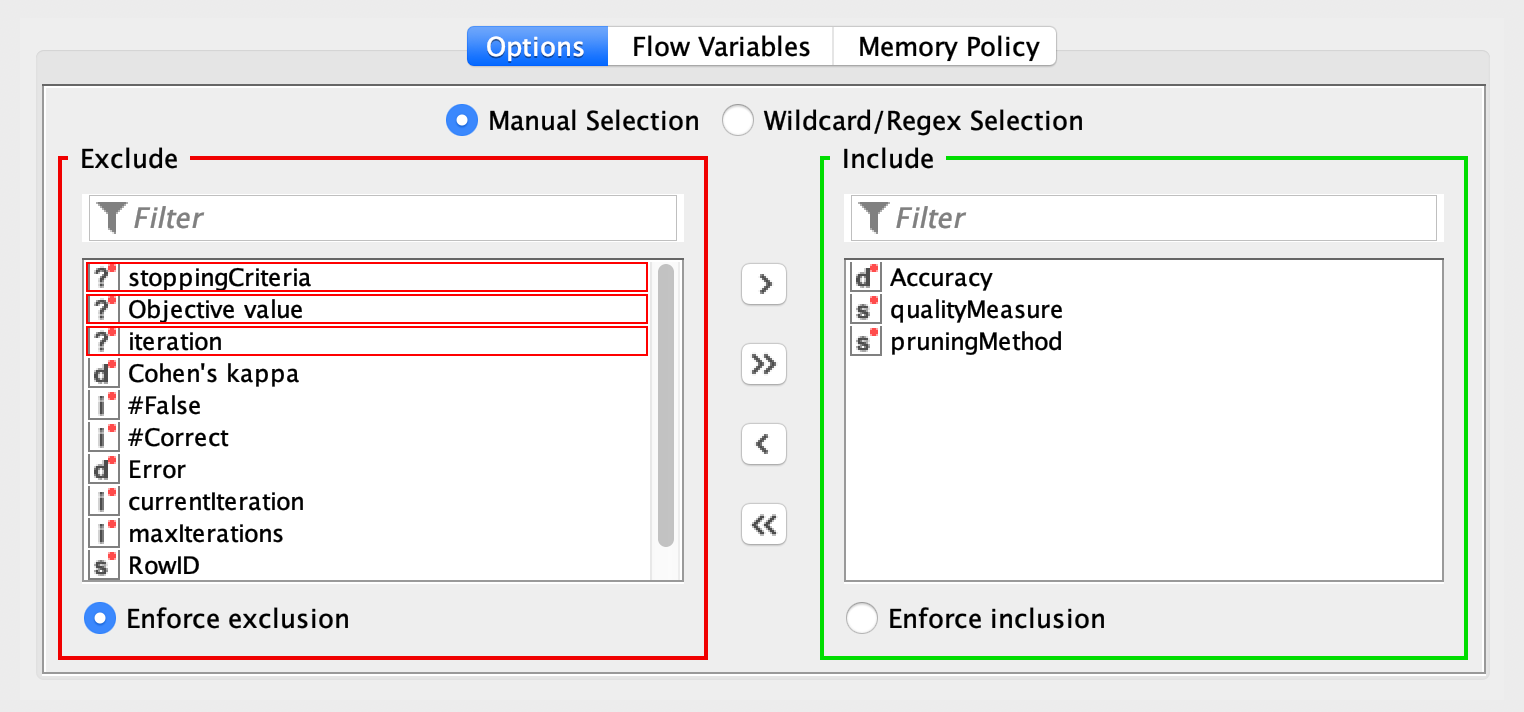 Options Flow Variables Memory Policy
Manual Selection Wildcard/Regex Selection
Exclude
Filter
? stoppingCriteria
? Objective value
? iteration
d Cohen's kappa
i #False
i #Correct
d Error
i currentIteration
i maxIterations
s RowID
Enforce exclusion
>
>>
<
<<
Include
Filter
d Accuracy
s qualityMeasure
s pruningMethod
Enforce inclusion